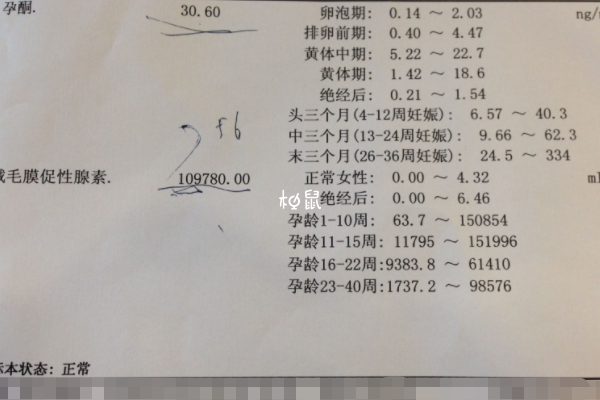 孕酮. 30.60 卵泡期: 0.14 ～ 2.03 ng/
排卵前期: 0.40 ～ 4.47
黄体中期: 5.22 ～ 22.7
黄体期: 1.42 ～ 18.6
绝经后: 0.21 ～ 1.54
头三个月(4-12周妊娠): 6.57 ～ 40.3
中三个月(13-24周妊娠): 9.66 ～ 62.3
末三个月(26-36周妊娠): 24.5 ～ 334
绒毛膜促性腺素. 109780.00 正常女性: 0.00 ～ 4.32 m
绝经后: 0.00 ～ 6.46
孕龄1-10周: 63.7 ～ 150854
孕龄11-15周: 11795 ～ 151996
孕龄16-22周:9383.8 ～ 61410
孕龄23-40周:1737.2 ～ 98576
标本状态: 正常